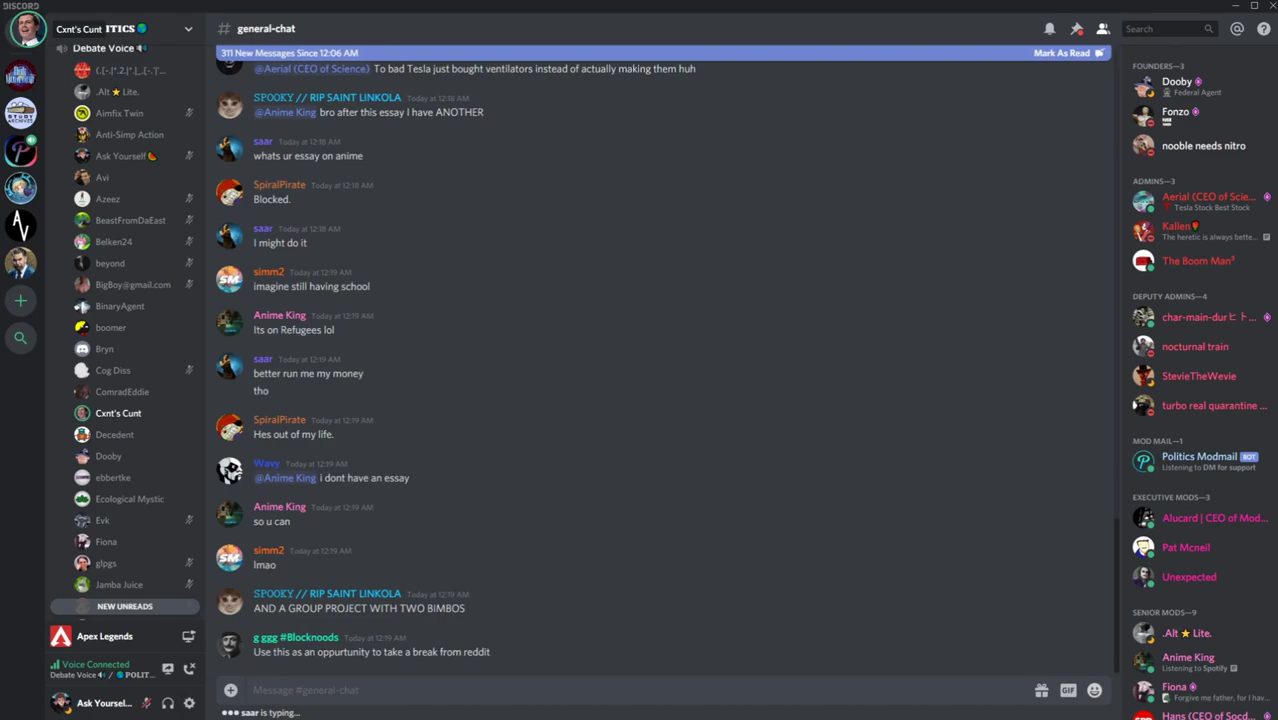 DISCORD
Cxnt's Cunt
ITICS
Debate Voice
(.[-.|°.2.|°.|_.[-.⁻|'...
.Alt ⭐ Lite.
Aimfix Twin
Anti-Simp Action
Ask Yourself 🍉
Avi
Azeez
BeastFromDaEast
Belken24
beyond
BigBoy@gmail.com
BinaryAgent
boomer
Bryn
Cog Diss
ComradEddie
Cxnt's Cunt
Decedent
Dooby
ebbertke
Ecological Mystic
Evk
Fiona
glpgs
Jamba Juice
NEW UNREADS
Apex Legends
Voice Connected
Debate Voice 🔊 / 🌎 POLIT...
Ask Yoursel...
# general-chat
Search
311 New Messages Since 12:06 AM
Mark As Read
@Aerial (CEO of Science) To bad Tesla just bought ventilators instead of actually making them huh
SPOOKY // RIP SAINT LINKOLA Today at 12:18 AM
@Anime King bro after this essay I have ANOTHER
saar Today at 12:18 AM
whats ur essay on anime
SpiralPirate Today at 12:18 AM
Blocked.
saar Today at 12:18 AM
I might do it
simm2 Today at 12:19 AM
imagine still having school
Anime King Today at 12:19 AM
Its on Refugees lol
saar Today at 12:19 AM
better run me my money
tho
SpiralPirate Today at 12:19 AM
Hes out of my life.
Wavy Today at 12:19 AM
@Anime King i dont have an essay
Anime King Today at 12:19 AM
so u can
simm2 Today at 12:19 AM
lmao
SPOOKY // RIP SAINT LINKOLA Today at 12:19 AM
AND A GROUP PROJECT WITH TWO BIMBOS
g ggg #Blocknoods Today at 12:19 AM
Use this as an oppurtunity to take a break from reddit
Message #general-chat
GIF
saar is typing...
FOUNDERS—3
Dooby
Federal Agent
Fonzo
nooble needs nitro
ADMINS—3
Aerial (CEO of Scie...
Tesla Stock Best Stock
Kallen🌹
The heretic is always bette...
The Boom Man³
DEPUTY ADMINS—4
char-main-durヒト...
nocturnal train
StevieTheWevie
turbo real quarantine ...
MOD MAIL—1
Politics Modmail BOT
Listening to DM for support
EXECUTIVE MODS—3
Alucard | CEO of Mod...
Pat Mcneil
Unexpected
SENIOR MODS—9
.Alt ⭐ Lite.
Anime King
Listening to Spotify
Fiona
Forgive me father, for I hav...
Hans (CEO of Socd...